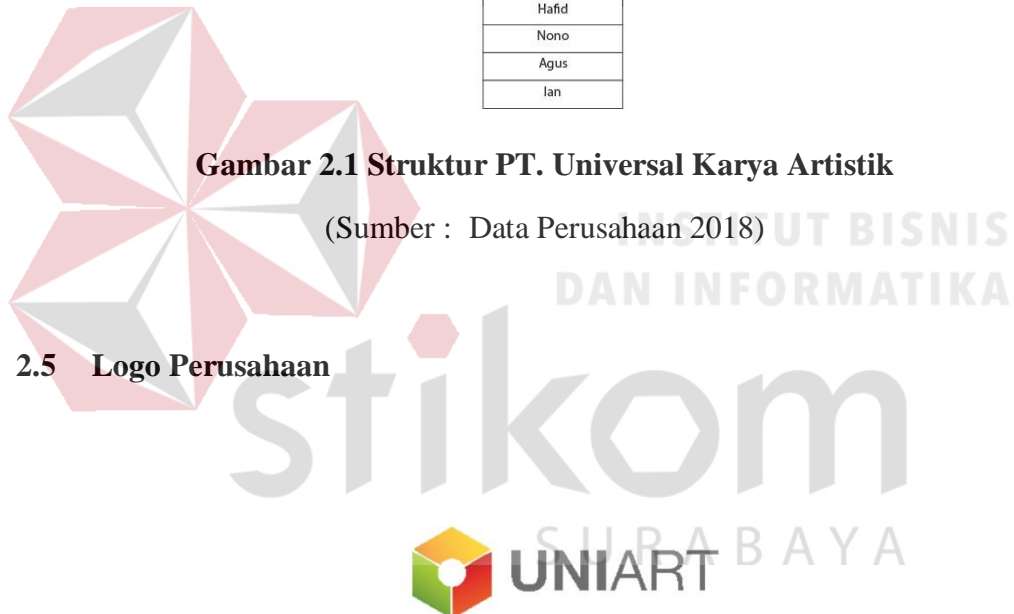 Hafid
Nono
Agus
Ian
Gambar 2.1 Struktur PT. Universal Karya Artistik
(Sumber : Data Perusahaan 2018)
INSTITUT BISNIS
DAN INFORMATIKA
2.5 Logo Perusahaan
stikom
SURABAYA
UNIART